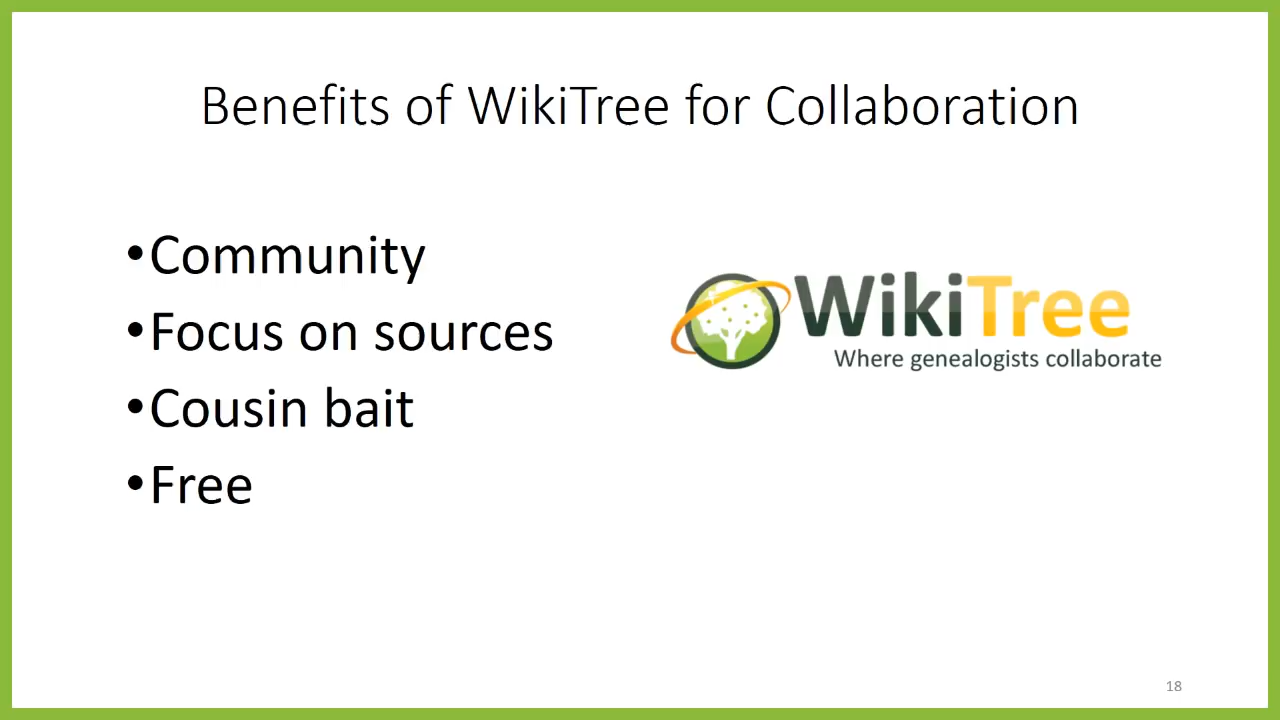 Benefits of WikiTree for Collaboration
•Community
•Focus on sources
•Cousin bait
•Free
WikiTree
Where genealogists collaborate
18